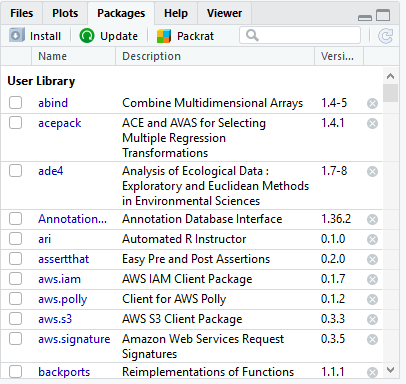 Files Plots Packages Help Viewer
Install Update Packrat
Name Description Versi...
User Library
abind Combine Multidimensional Arrays 1.4-5
acepack ACE and AVAS for Selecting 1.4.1
Multiple Regression
Transformations
ade4 Analysis of Ecological Data : 1.7-8
Exploratory and Euclidean Methods
in Environmental Sciences
Annotation... Annotation Database Interface 1.36.2
ari Automated R Instructor 0.1.0
assertthat Easy Pre and Post Assertions 0.2.0
aws.iam AWS IAM Client Package 0.1.7
aws.polly Client for AWS Polly 0.1.2
aws.s3 AWS S3 Client Package 0.3.3
aws.signature Amazon Web Services Request 0.3.5
Signatures
backports Reimplementations of Functions 1.1.1